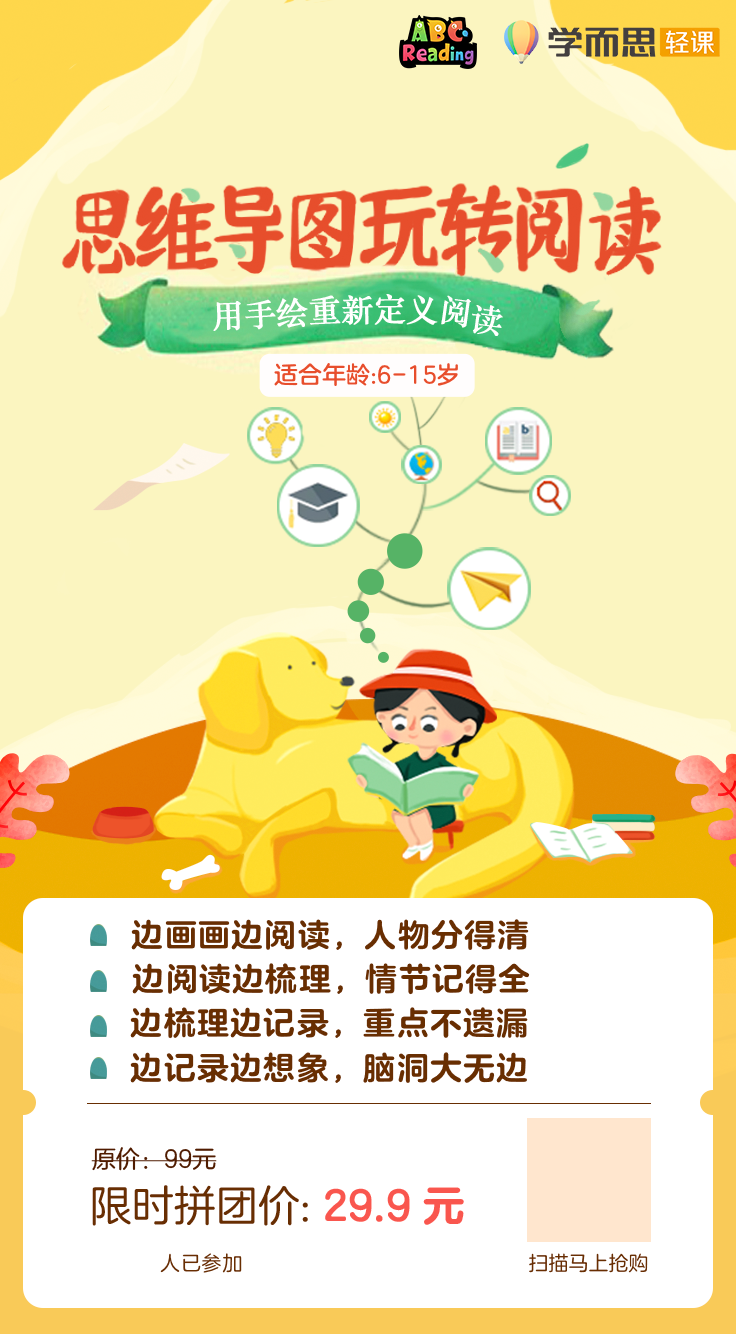 ABC Reading 学而思轻课
思维导图玩转阅读
用手绘重新定义阅读
适合年龄:6-15岁
b
边画画边阅读，人物分得清
边阅读边梳理，情节记得全
边梳理边记录，重点不遗漏
边记录边想象，脑洞大无边
原价：99元
限时拼团价: 29.9 元
人已参加
扫描马上抢购